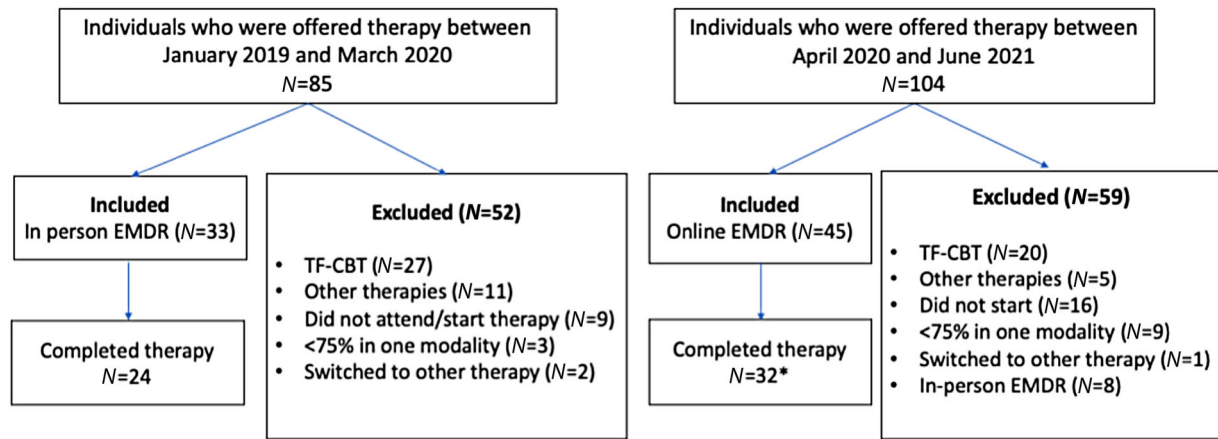 Individuals who were offered therapy between
January 2019 and March 2020
N=85
Included
In person EMDR (N=33)
Completed therapy
N=24
Excluded (N=52)
• TF-CBT (N=27)
• Other therapies (N=11)
• Did not attend/start therapy (N=9)
• <75% in one modality (N=3)
• Switched to other therapy (N=2)
Individuals who were offered therapy between
April 2020 and June 2021
N=104
Included
Online EMDR (N=45)
Completed therapy
N=32*
Excluded (N=59)
• TF-CBT (N=20)
• Other therapies (N=5)
• Did not start (N=16)
• <75% in one modality (N=9)
• Switched to other therapy (N=1)
• In-person EMDR (N=8)